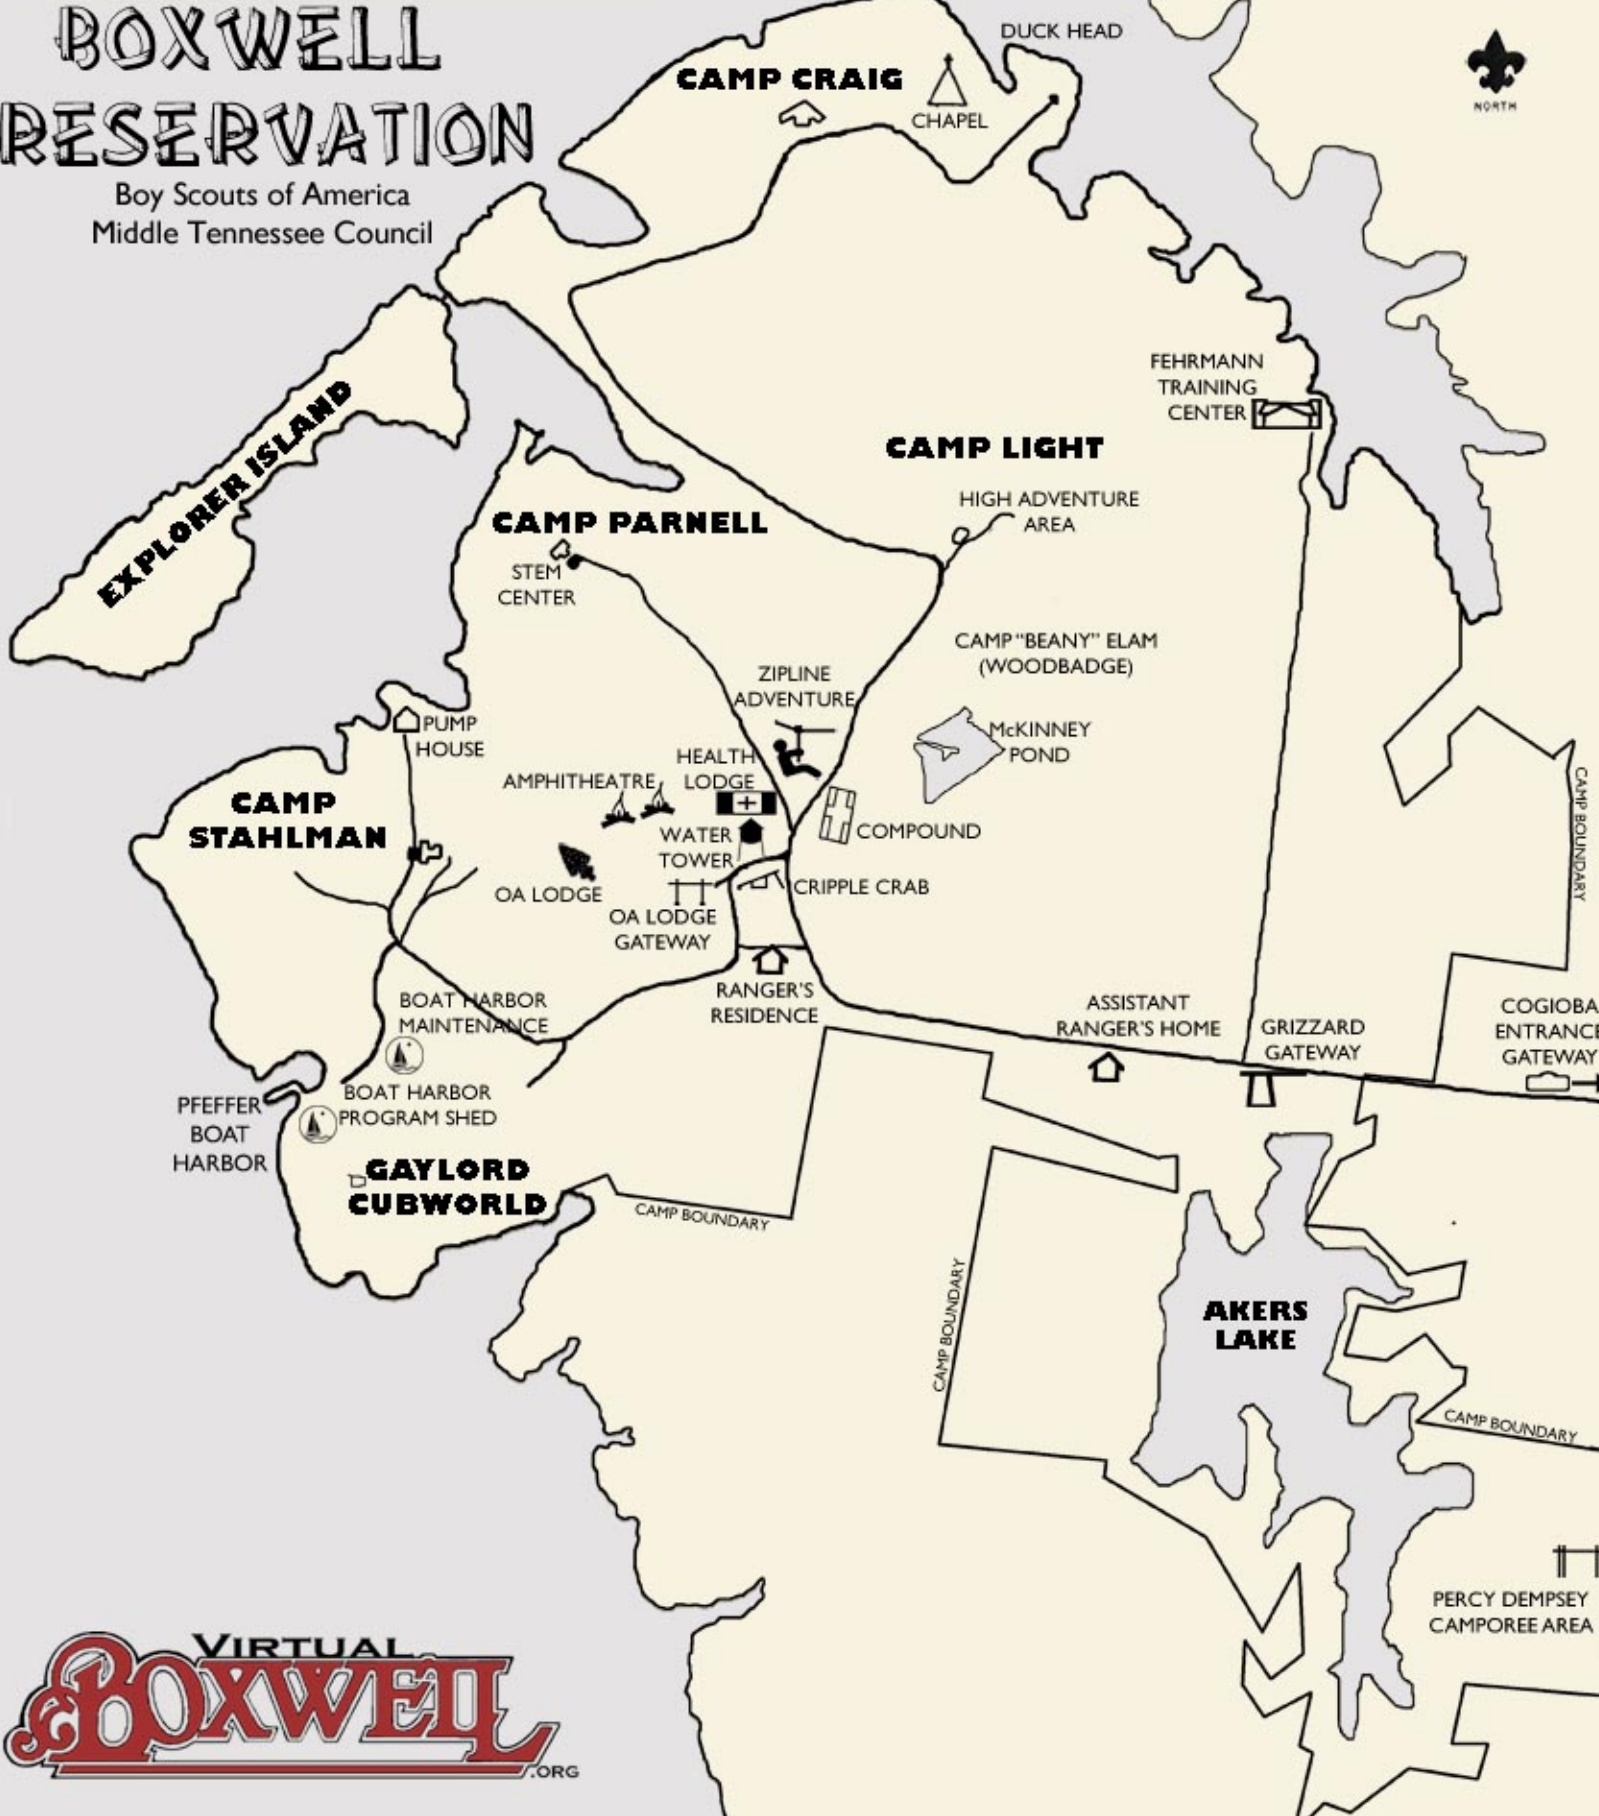 BOXWELL
RESERVATION
Boy Scouts of America
Middle Tennessee Council
DUCK HEAD
CAMP CRAIG
CHAPEL
NORTH
EXPLORER ISLAND
FEHRMANN
TRAINING
CENTER
CAMP LIGHT
HIGH ADVENTURE
AREA
CAMP PARNELL
STEM
CENTER
CAMP "BEANY" ELAM
(WOODBADGE)
ZIPLINE
ADVENTURE
McKINNEY
POND
PUMP
HOUSE
HEALTH
LODGE
AMPHITHEATRE
CAMP
STAHLMAN
WATER
TOWER
COMPOUND
CAMP BOUNDARY
OA LODGE
CRIPPLE CRAB
OA LODGE
GATEWAY
RANGER'S
RESIDENCE
BOAT HARBOR
MAINTENANCE
ASSISTANT
RANGER'S HOME
GRIZZARD
GATEWAY
COGIOBA
ENTRANCE
GATEWAY
BOAT HARBOR
PROGRAM SHED
PFEFFER
BOAT
HARBOR
GAYLORD
CUBWORLD
CAMP BOUNDARY
CAMP BOUNDARY
AKERS
LAKE
CAMP BOUNDARY
PERCY DEMPSEY
CAMPOREE AREA
VIRTUAL
BOXWELL
.ORG